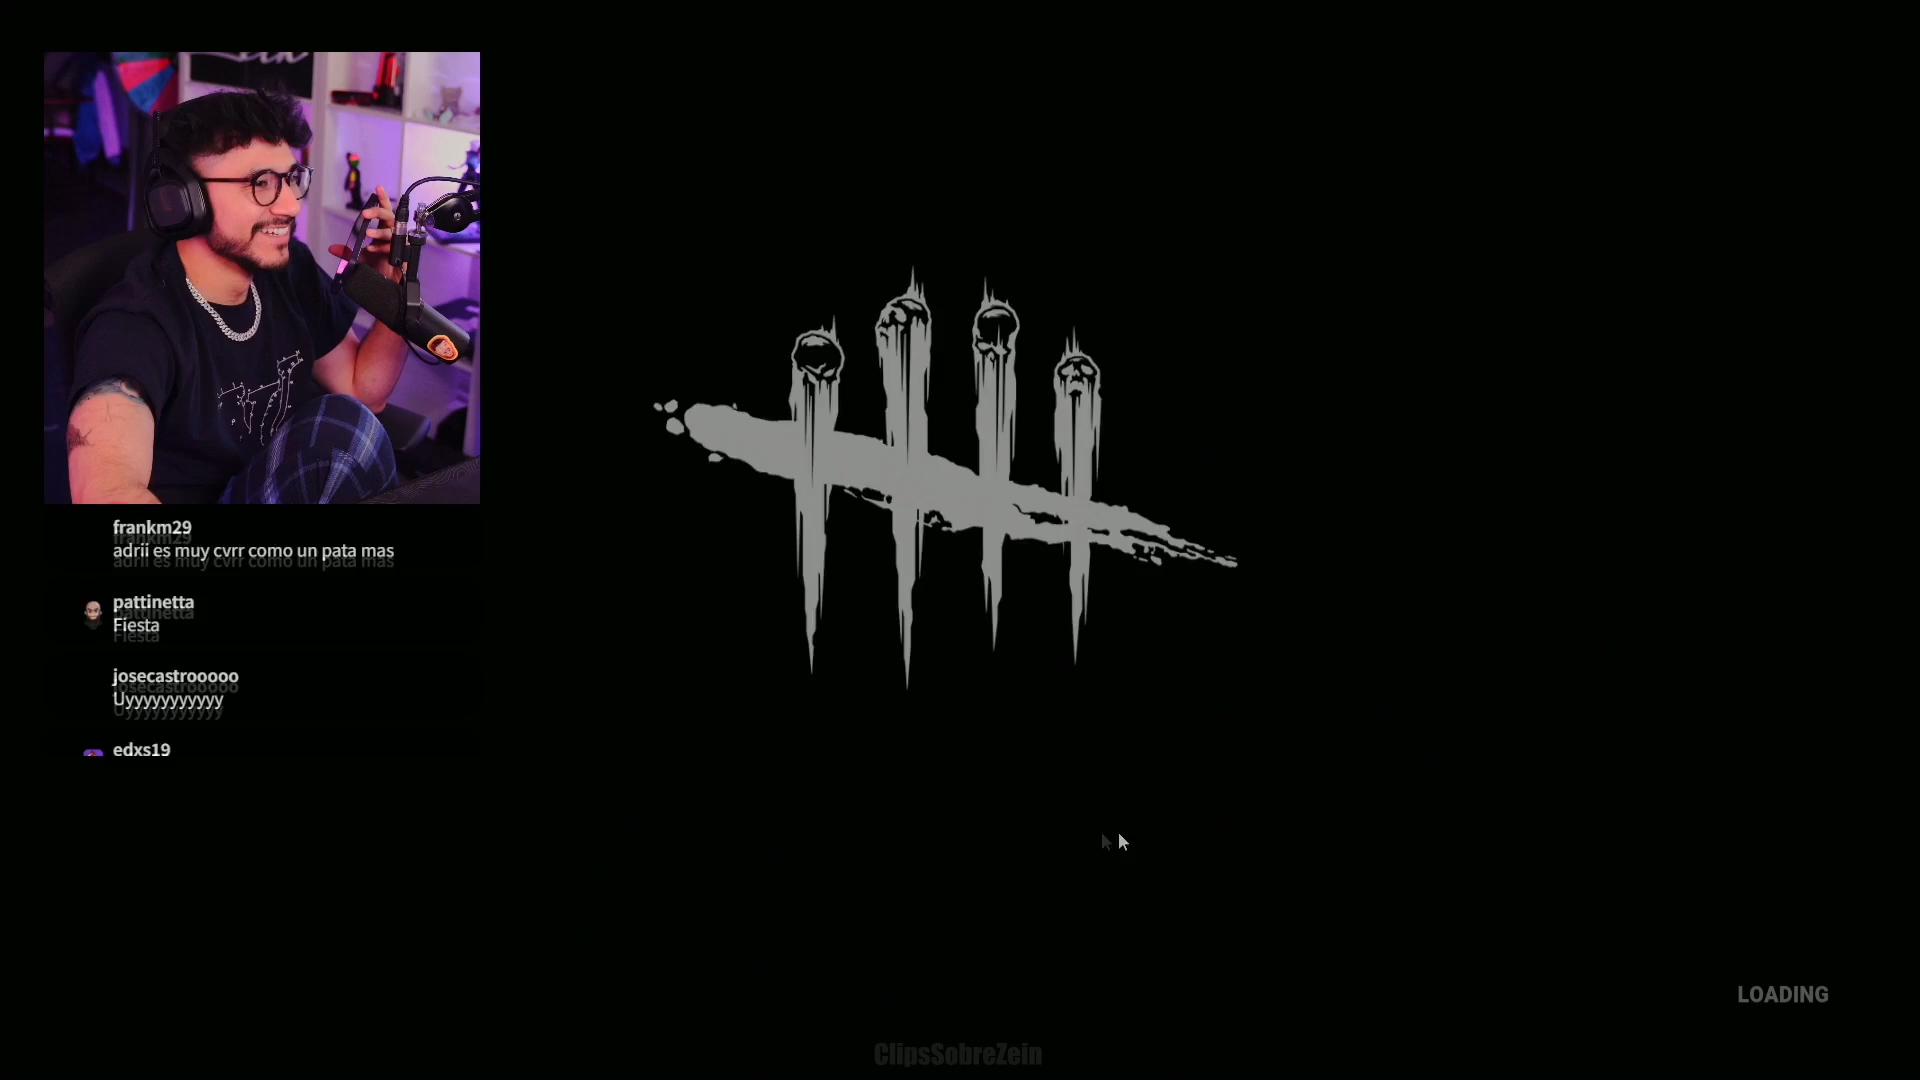 frankm29
adrii es muy cvrr como un pata mas
pattinetta
Fiesta
josecastrooooo
Uyyyyyyyyyyy
edxs19
LOADING
ClipsSobreZein